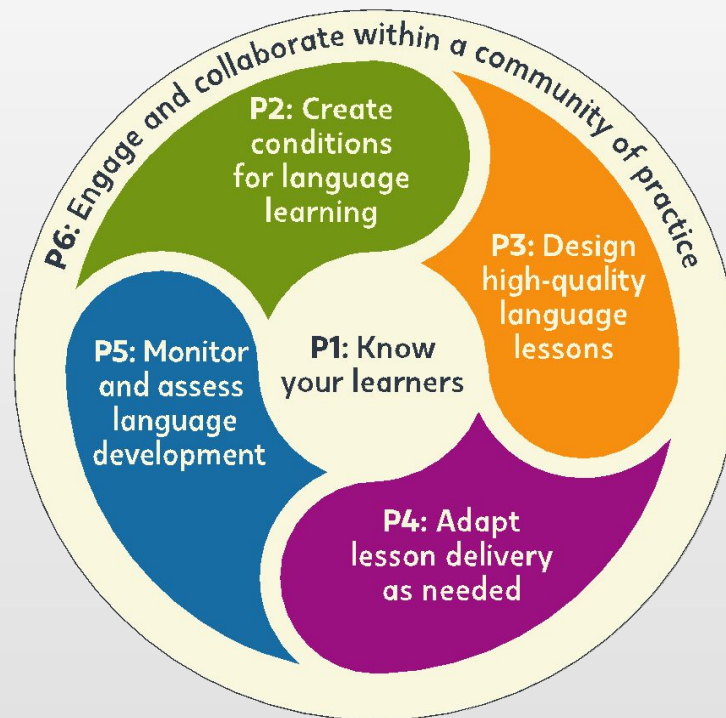 P6: Engage and collaborate within a community of practice
P2: Create
conditions
for language
learning
P3: Design
high-quality
language
lessons
P1: Know
your learners
P5: Monitor
and assess
language
development
P4: Adapt
lesson delivery
as needed